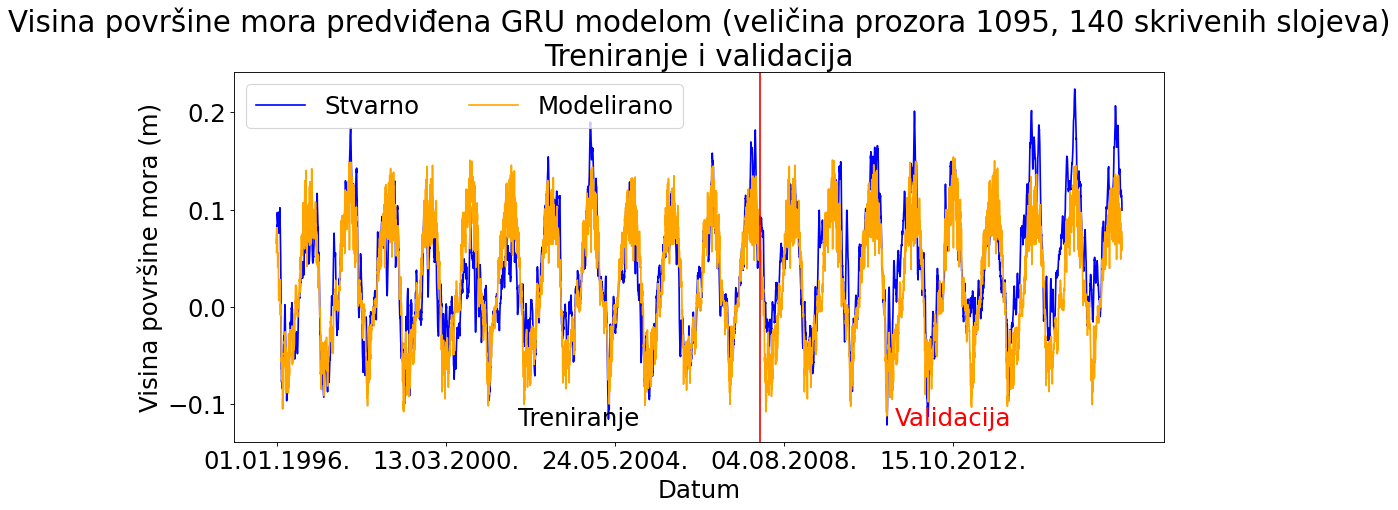 Visina površine mora predviđena GRU modelom (veličina prozora 1095, 140 skrivenih slojeva)
Treniranje i validacija
Stvarno
Modelirano
Visina površine mora (m)
0.2
0.1
0.0
−0.1
Treniranje
Validacija
01.01.1996.
13.03.2000.
24.05.2004.
04.08.2008.
15.10.2012.
Datum